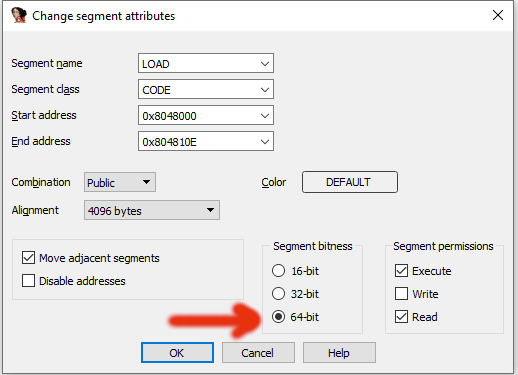 Change segment attributes
Segment name LOAD
Segment class CODE
Start address 0x8048000
End address 0x804810E
Combination Public Color DEFAULT
Alignment 4096 bytes
Segment bitness Segment permissions
Move adjacent segments 16-bit Execute
Disable addresses 32-bit Write
64-bit Read
OK Cancel Help